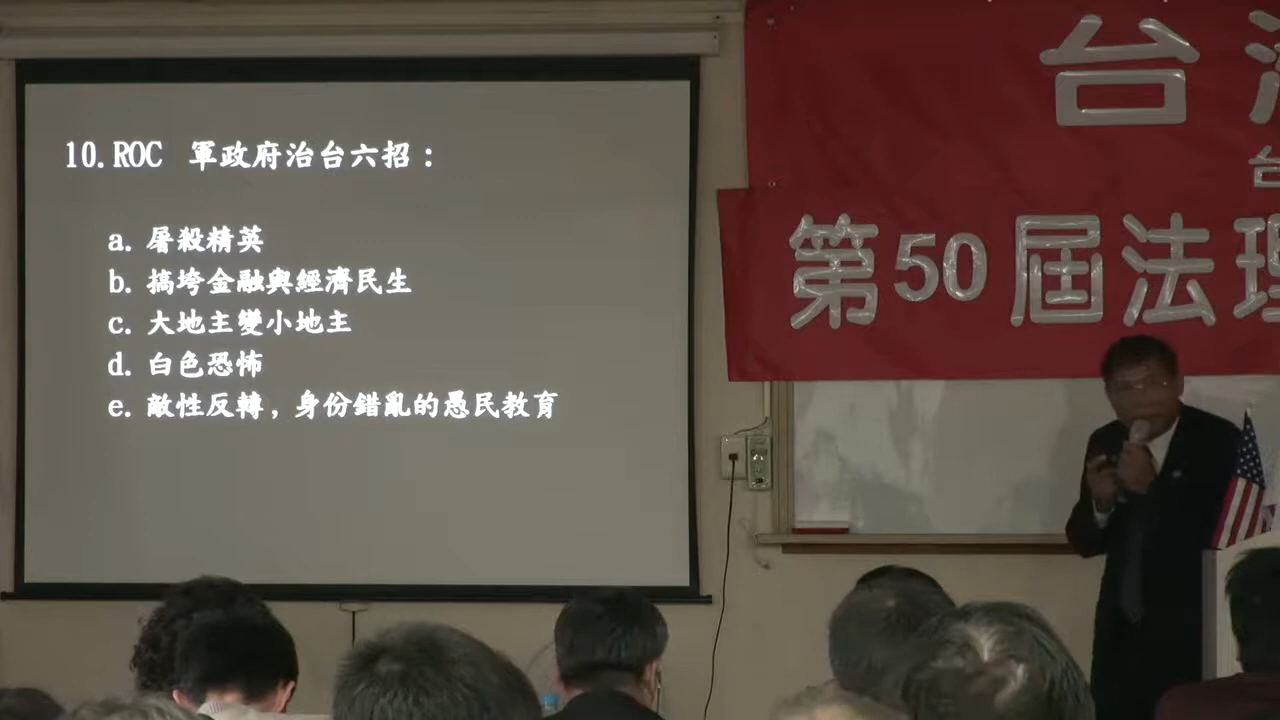 10. ROC 軍政府治台六招：
a. 屠殺精英
b. 搞垮金融與經濟民生
c. 大地主變小地主
d. 白色恐怖
e. 敵性反轉，身份錯亂的愚民教育
台
台
第50屆法理